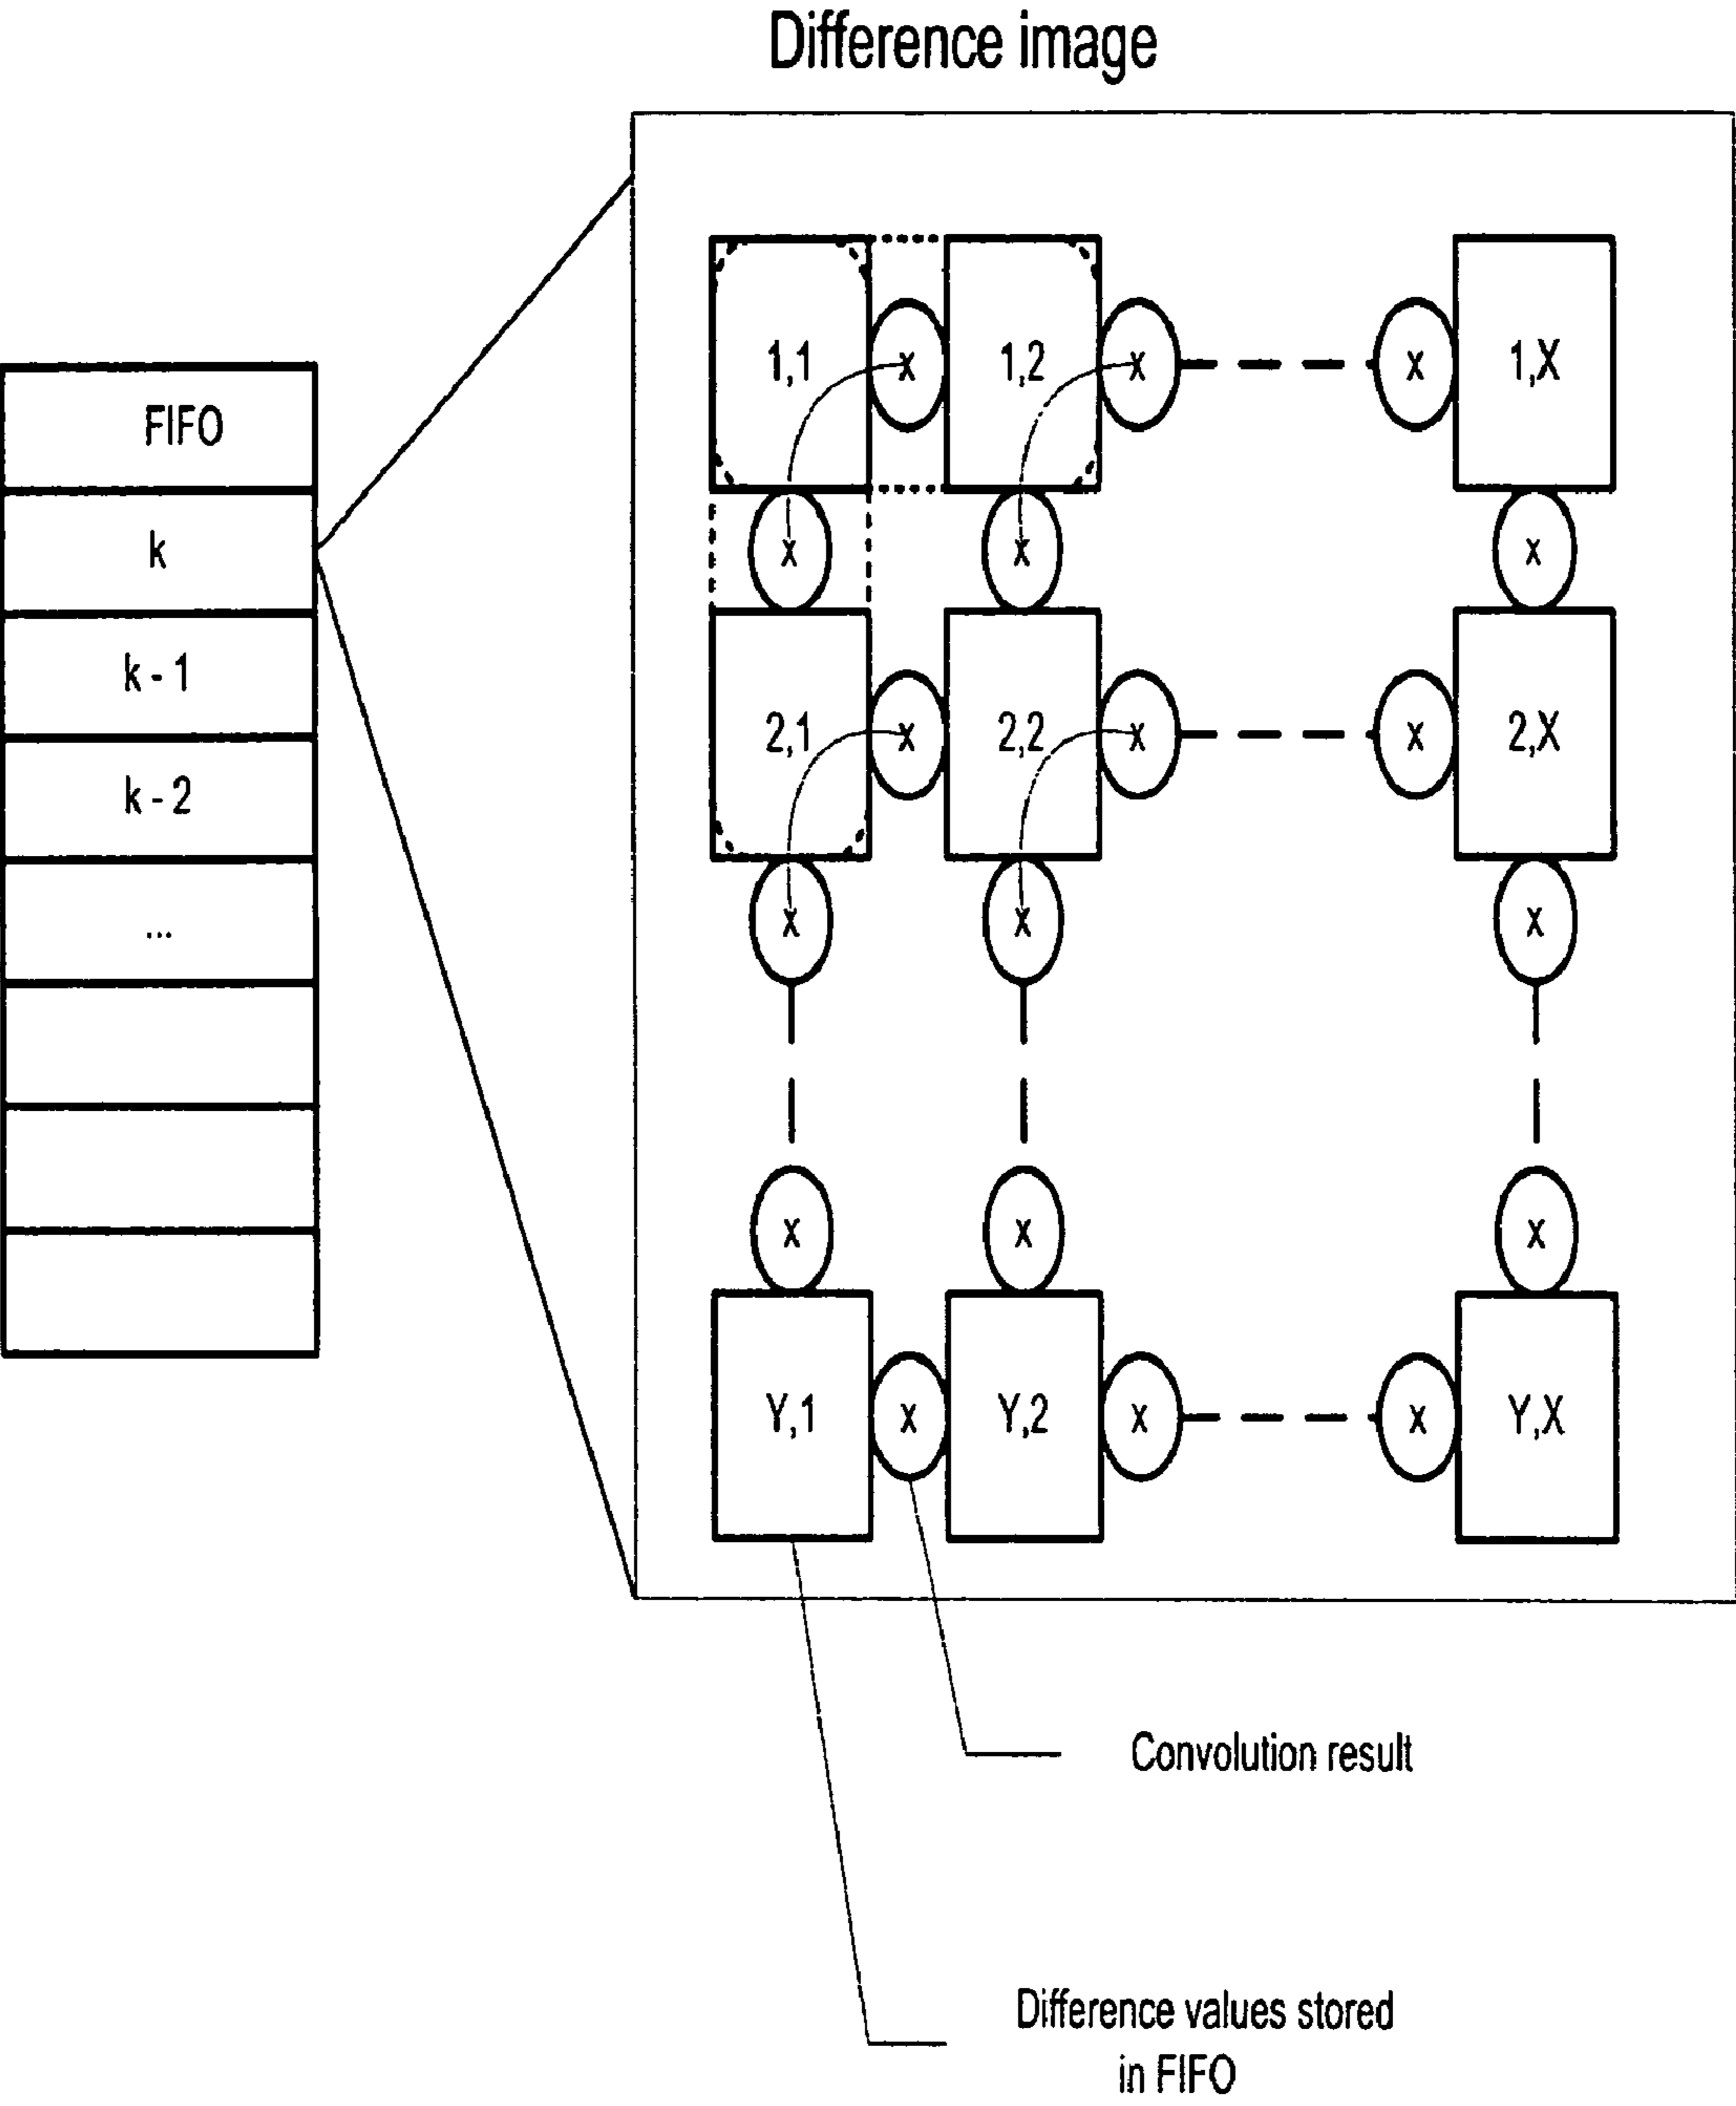 Difference image
FIFO
k
k - 1
k - 2
...
1,1 x 1,2 x x 1,X
x x x
2,1 x 2,2 x x 2,X
x x x
x x x
Y,1 x Y,2 x x Y,X
Convolution result
Difference values stored
in FIFO